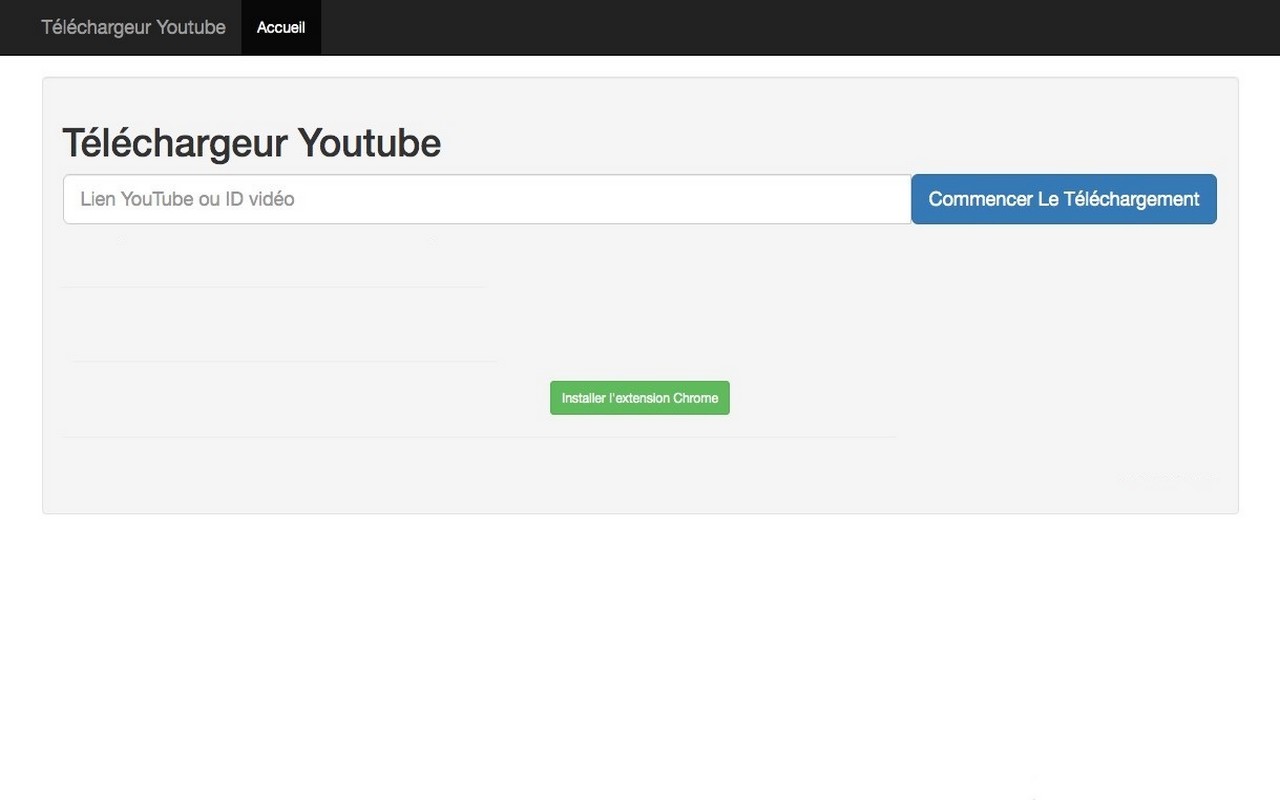 Téléchargeur Youtube Accueil
Téléchargeur Youtube
Lien YouTube ou ID vidéo Commencer Le Téléchargement
Installer l'extension Chrome